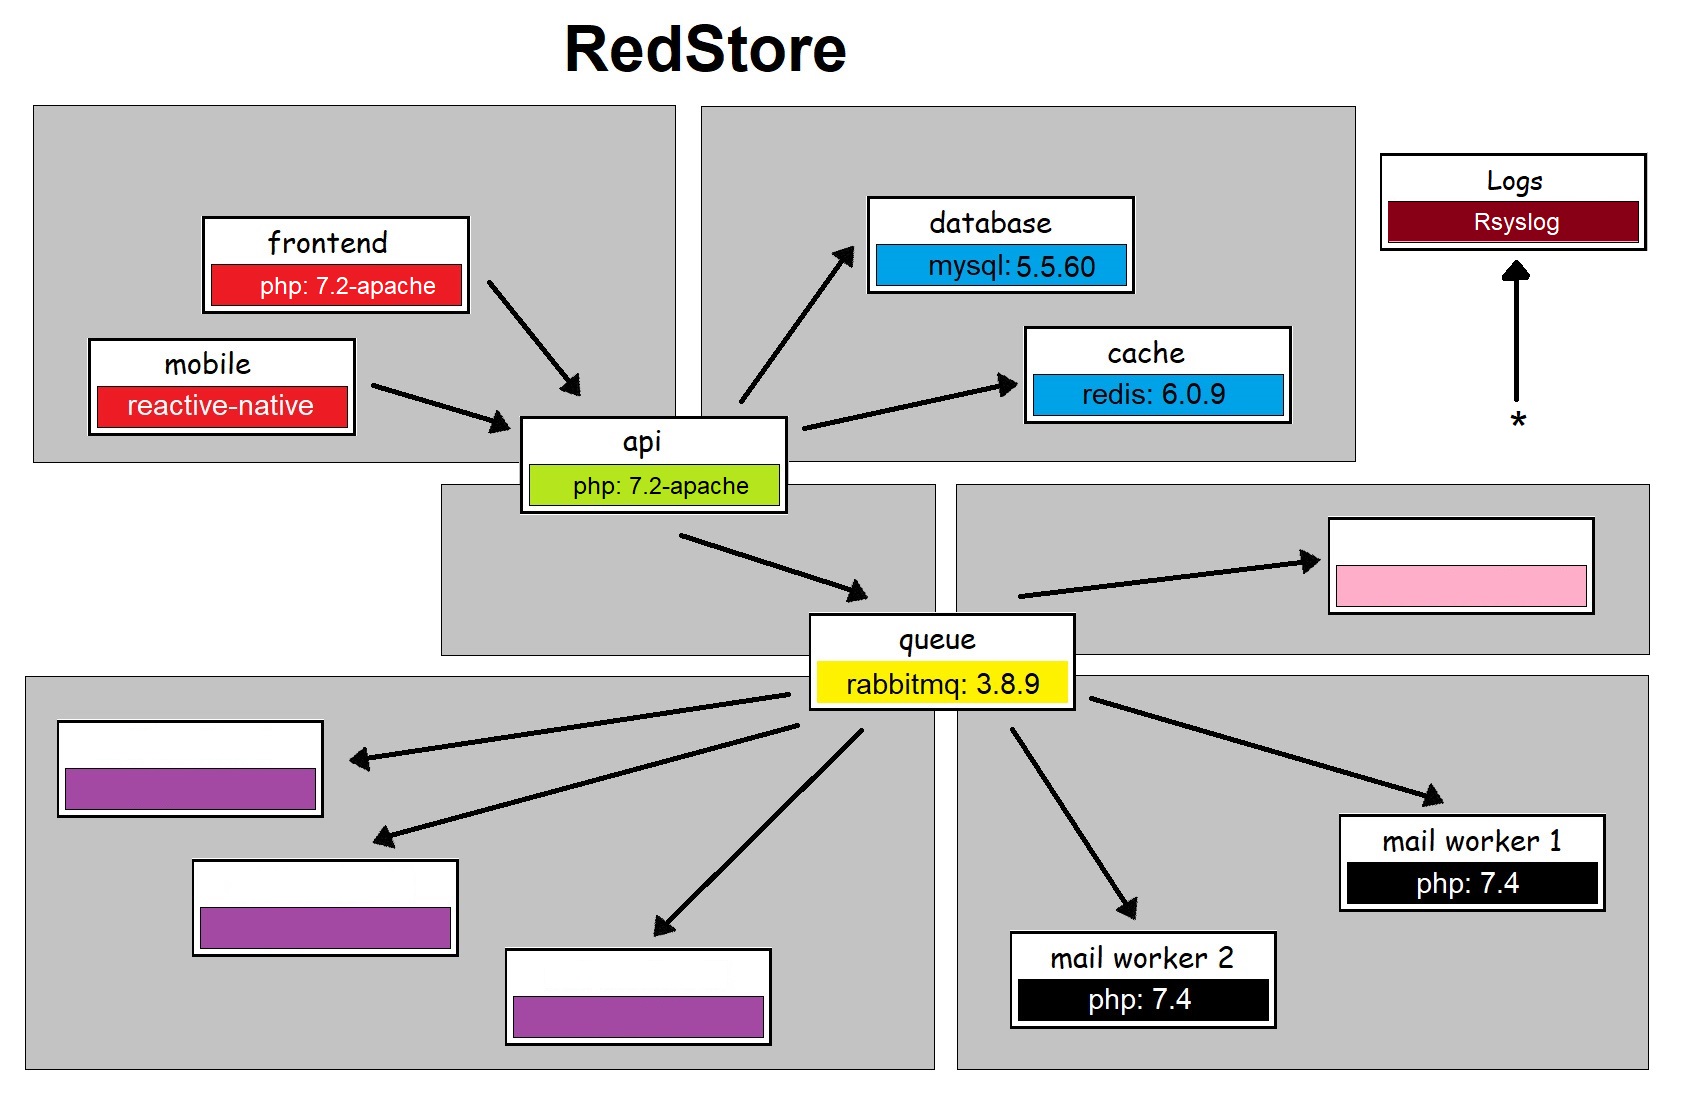 RedStore
frontend
php: 7.2-apache
mobile
reactive-native
database
mysql: 5.5.60
cache
redis: 6.0.9
Logs
Rsyslog
*
api
php: 7.2-apache
queue
rabbitmq: 3.8.9
mail worker 1
php: 7.4
mail worker 2
php: 7.4